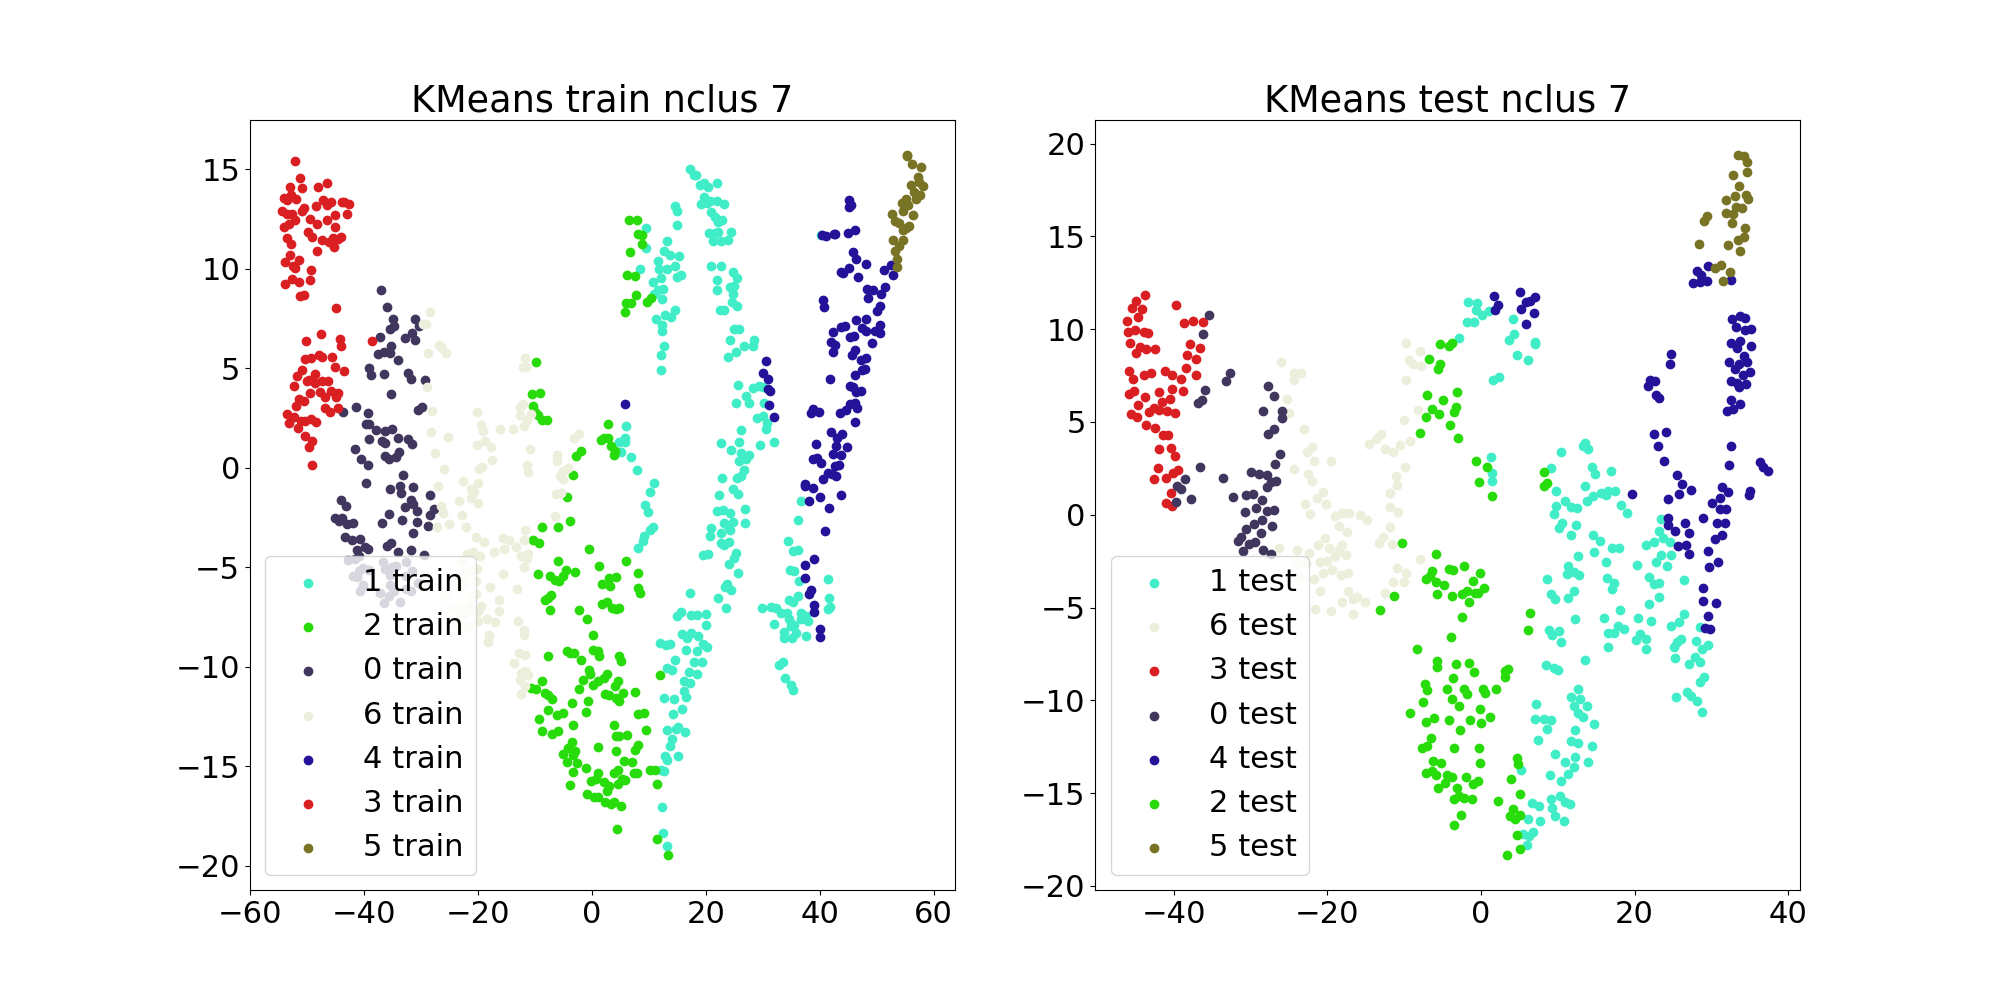 KMeans train nclus 7
15
10
5
0
−5
−10
−15
−20
−60
−40
−20
0
20
40
60
1 train
2 train
0 train
6 train
4 train
3 train
5 train
KMeans test nclus 7
20
15
10
5
0
−5
−10
−15
−20
−40
−20
0
20
40
1 test
6 test
3 test
0 test
4 test
2 test
5 test